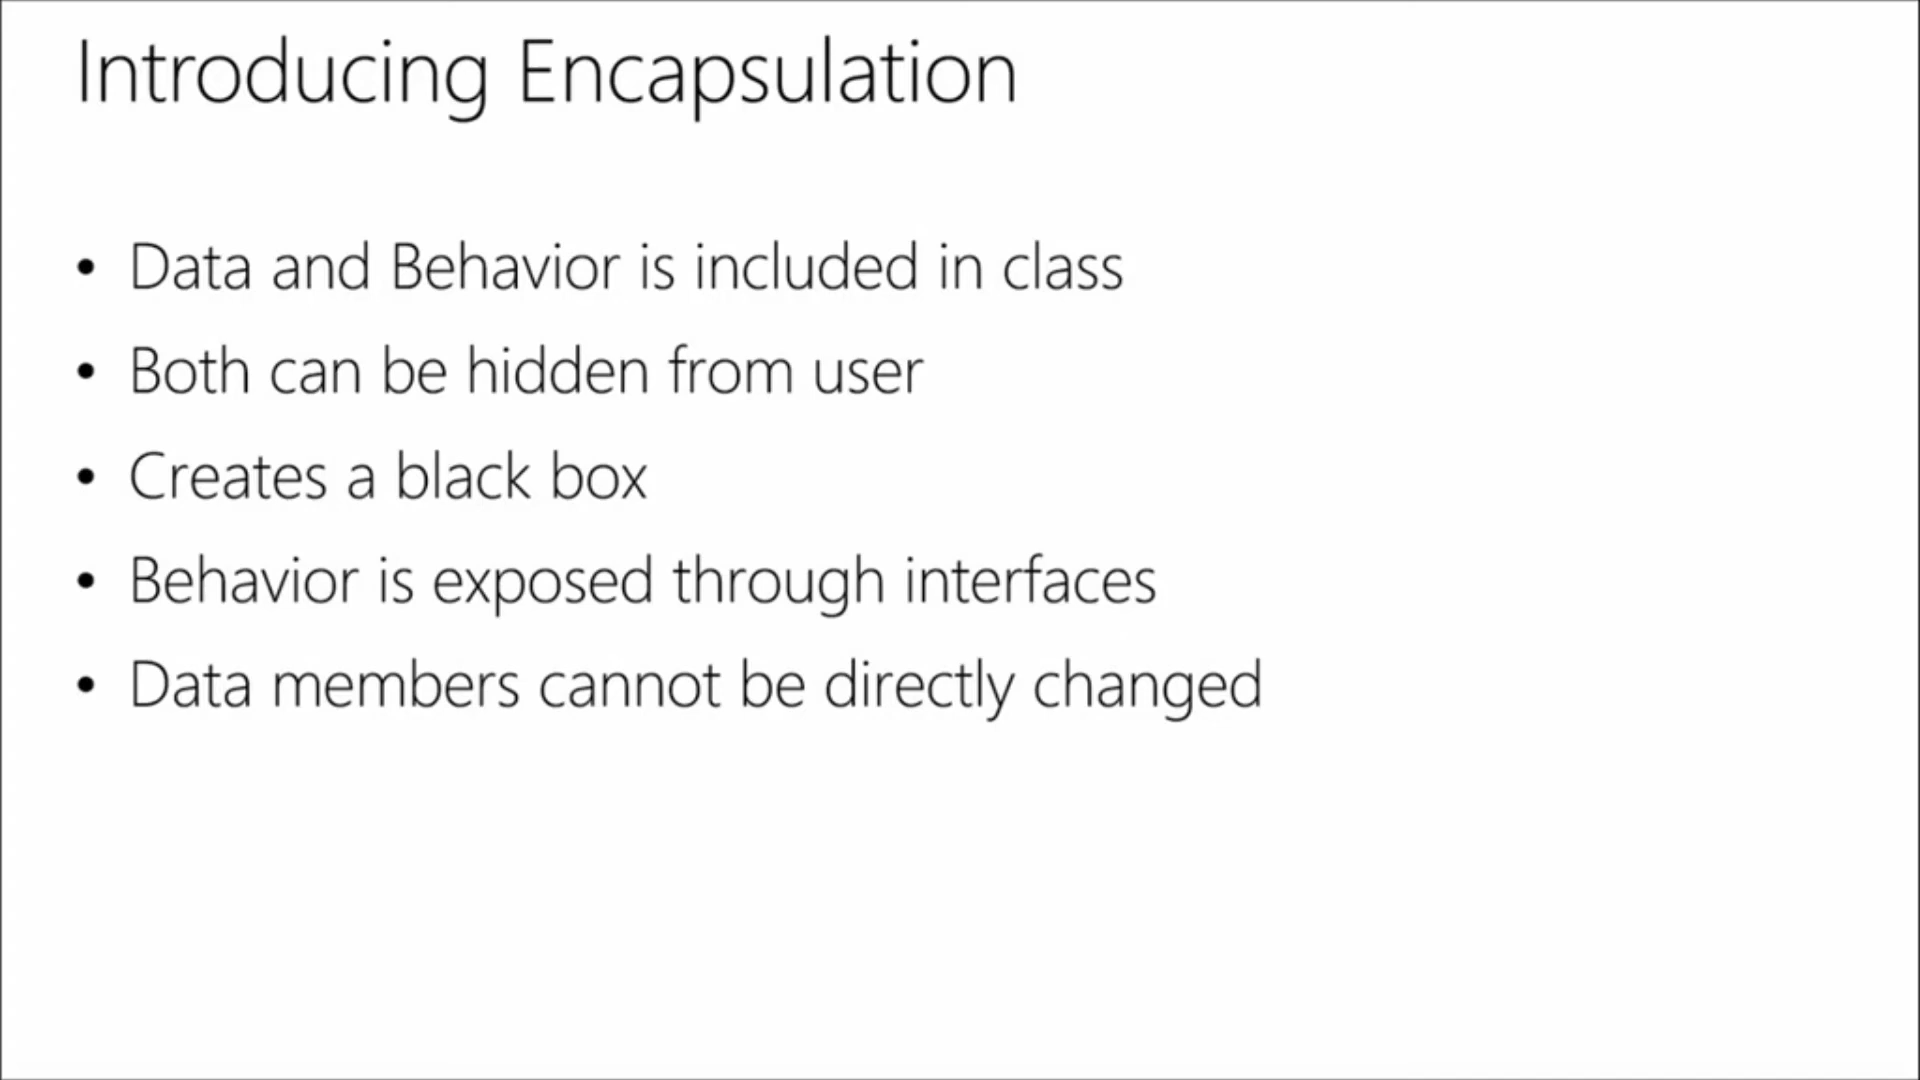 Introducing Encapsulation
• Data and Behavior is included in class
• Both can be hidden from user
• Creates a black box
• Behavior is exposed through interfaces
• Data members cannot be directly changed